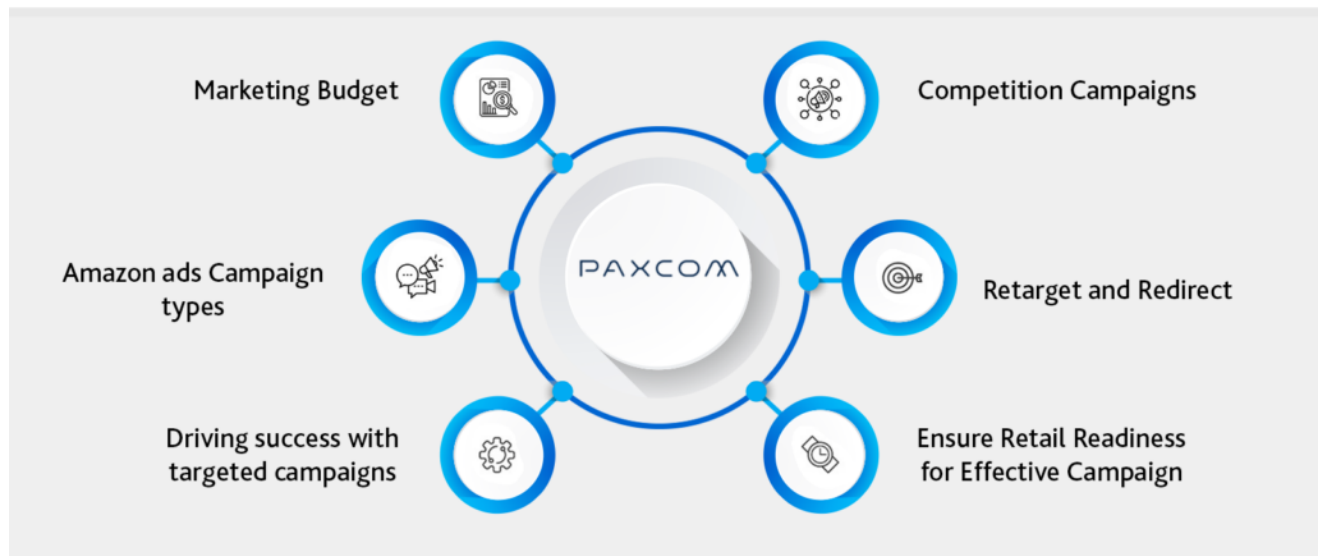 Marketing Budget
Competition Campaigns
PAXCOM
Amazon ads Campaign
types
Retarget and Redirect
Driving success with
targeted campaigns
Ensure Retail Readiness
for Effective Campaign